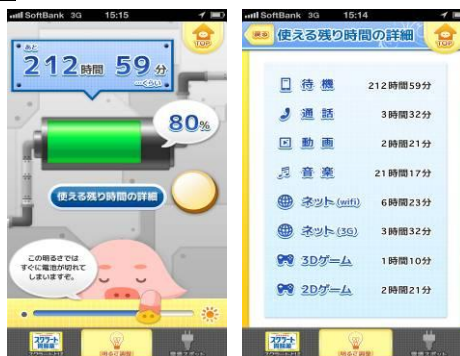 SoftBank 3G 15:15
TOP
あと
212時間 59分
…ぐらい
80%
使える残り時間の詳細
この明るさでは
すぐに電池が切れて
しまいますぞ。
SoftBank 3G 15:14
戻る
使える残り時間の詳細
TOP
待機 212時間59分
通話 3時間32分
動画 2時間21分
音楽 21時間17分
ネット(wifi) 6時間23分
ネット(3G) 3時間32分
3Dゲーム 1時間10分
2Dゲーム 2時間21分